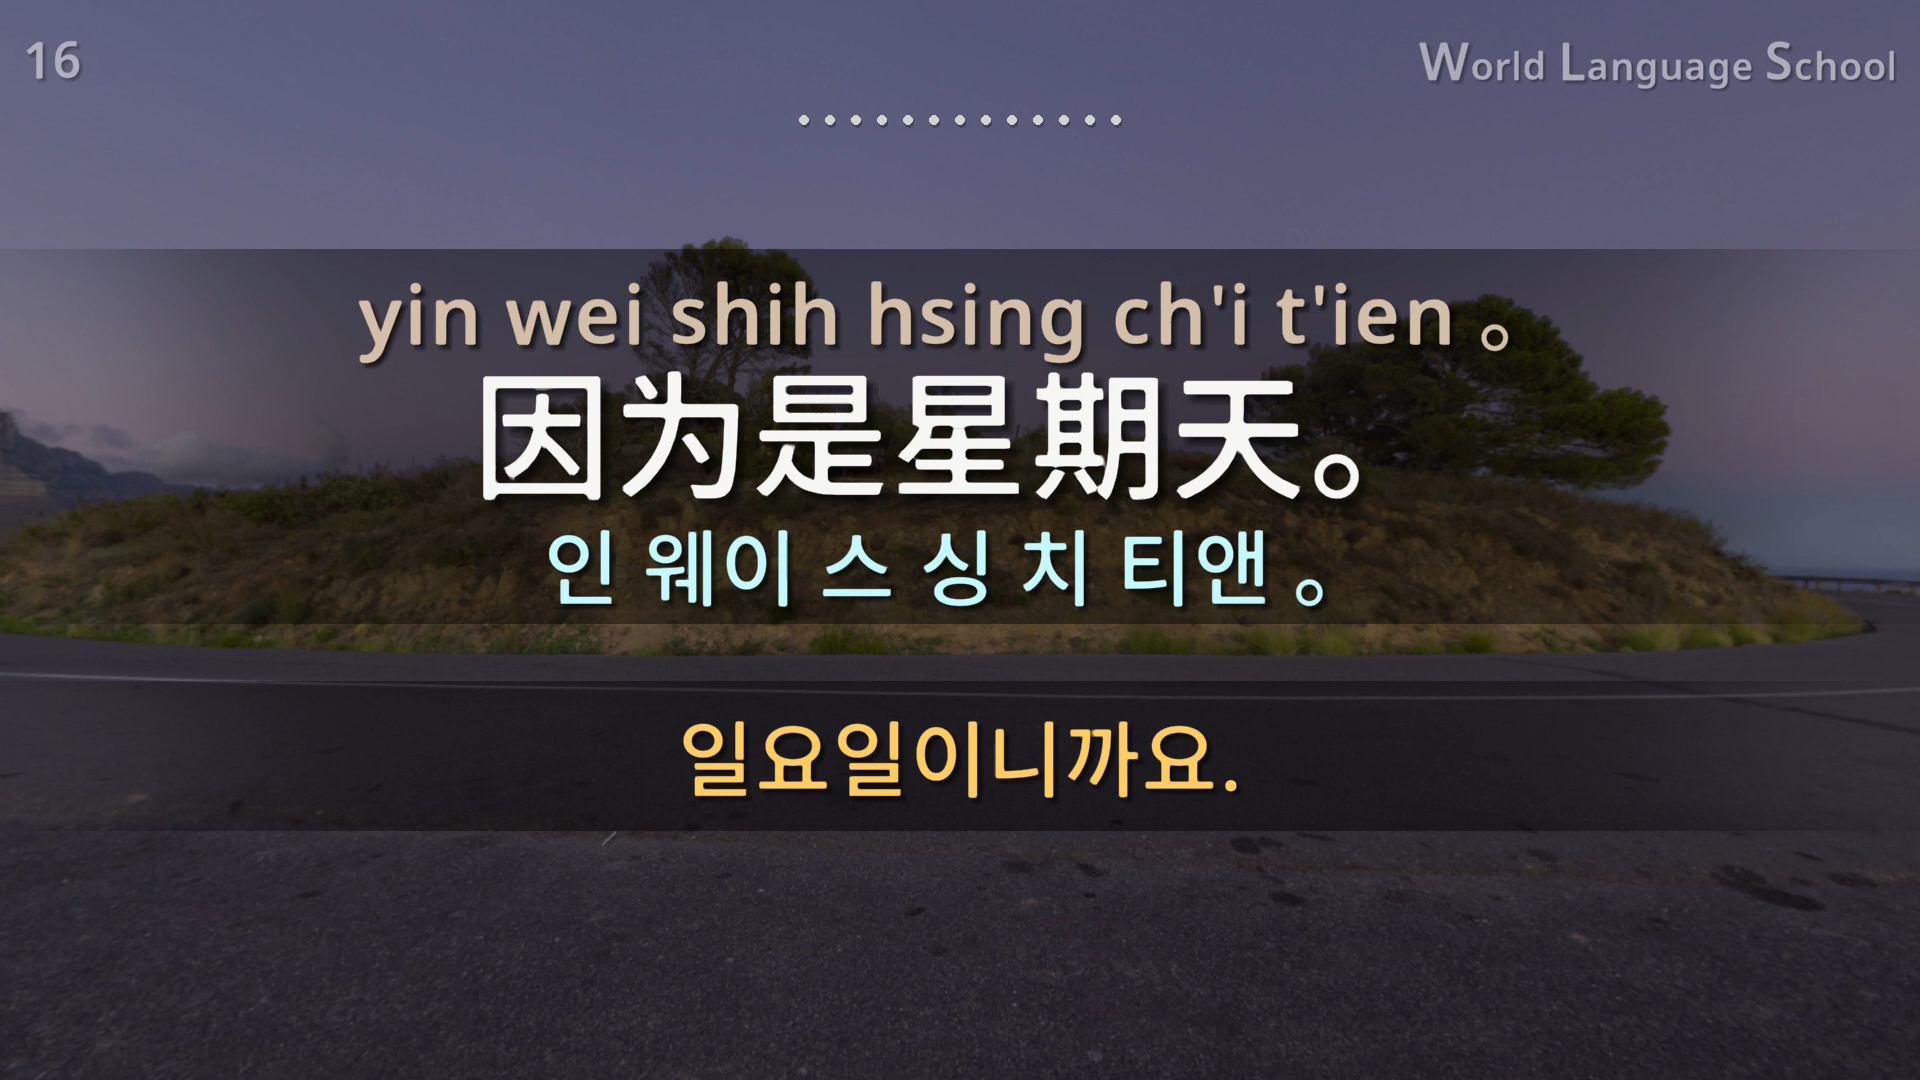 16
World Language School
yin wei shih hsing ch'i t'ien 。
因为是星期天。
인 웨이 스 싱 치 티앤 。
일요일이니까요.